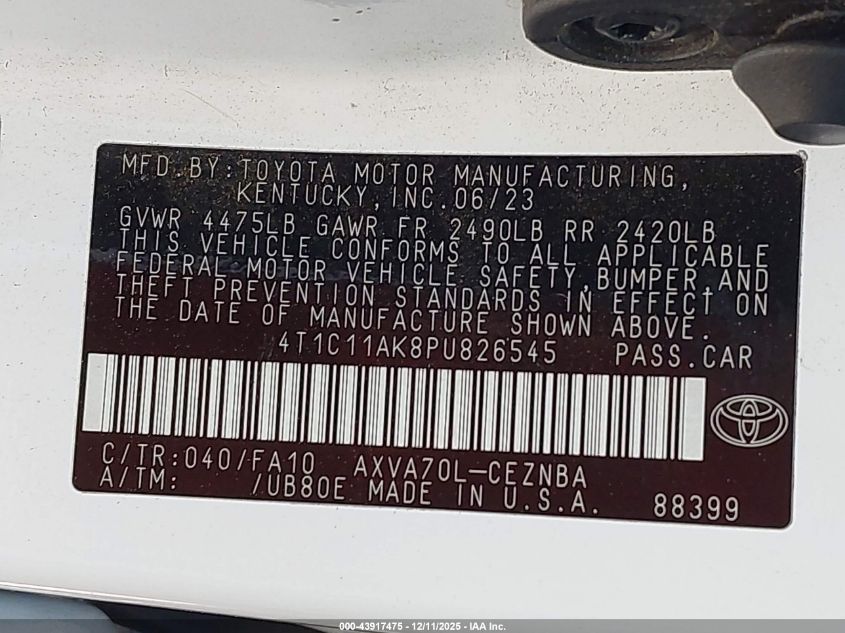 MFD. BY: TOYOTA MOTOR MANUFACTURING,
KENTUCKY, INC. 06/23
GVWR 4475LB GAWR FR 2490LB RR 2420LB
THIS VEHICLE CONFORMS TO ALL APPLICABLE
FEDERAL MOTOR VEHICLE SAFETY, BUMPER, AND
THEFT PREVENTION STANDARDS IN EFFECT ON
THE DATE OF MANUFACTURE SHOWN ABOVE.
4T1C11AK8PU826545 PASS.CAR
C/TR: 040/FA10 AXVA70L-CEZNBA
A/TM: /UB80E MADE IN U.S.A. 88399
000-43917475 - 12/11/2025 - IAA Inc.